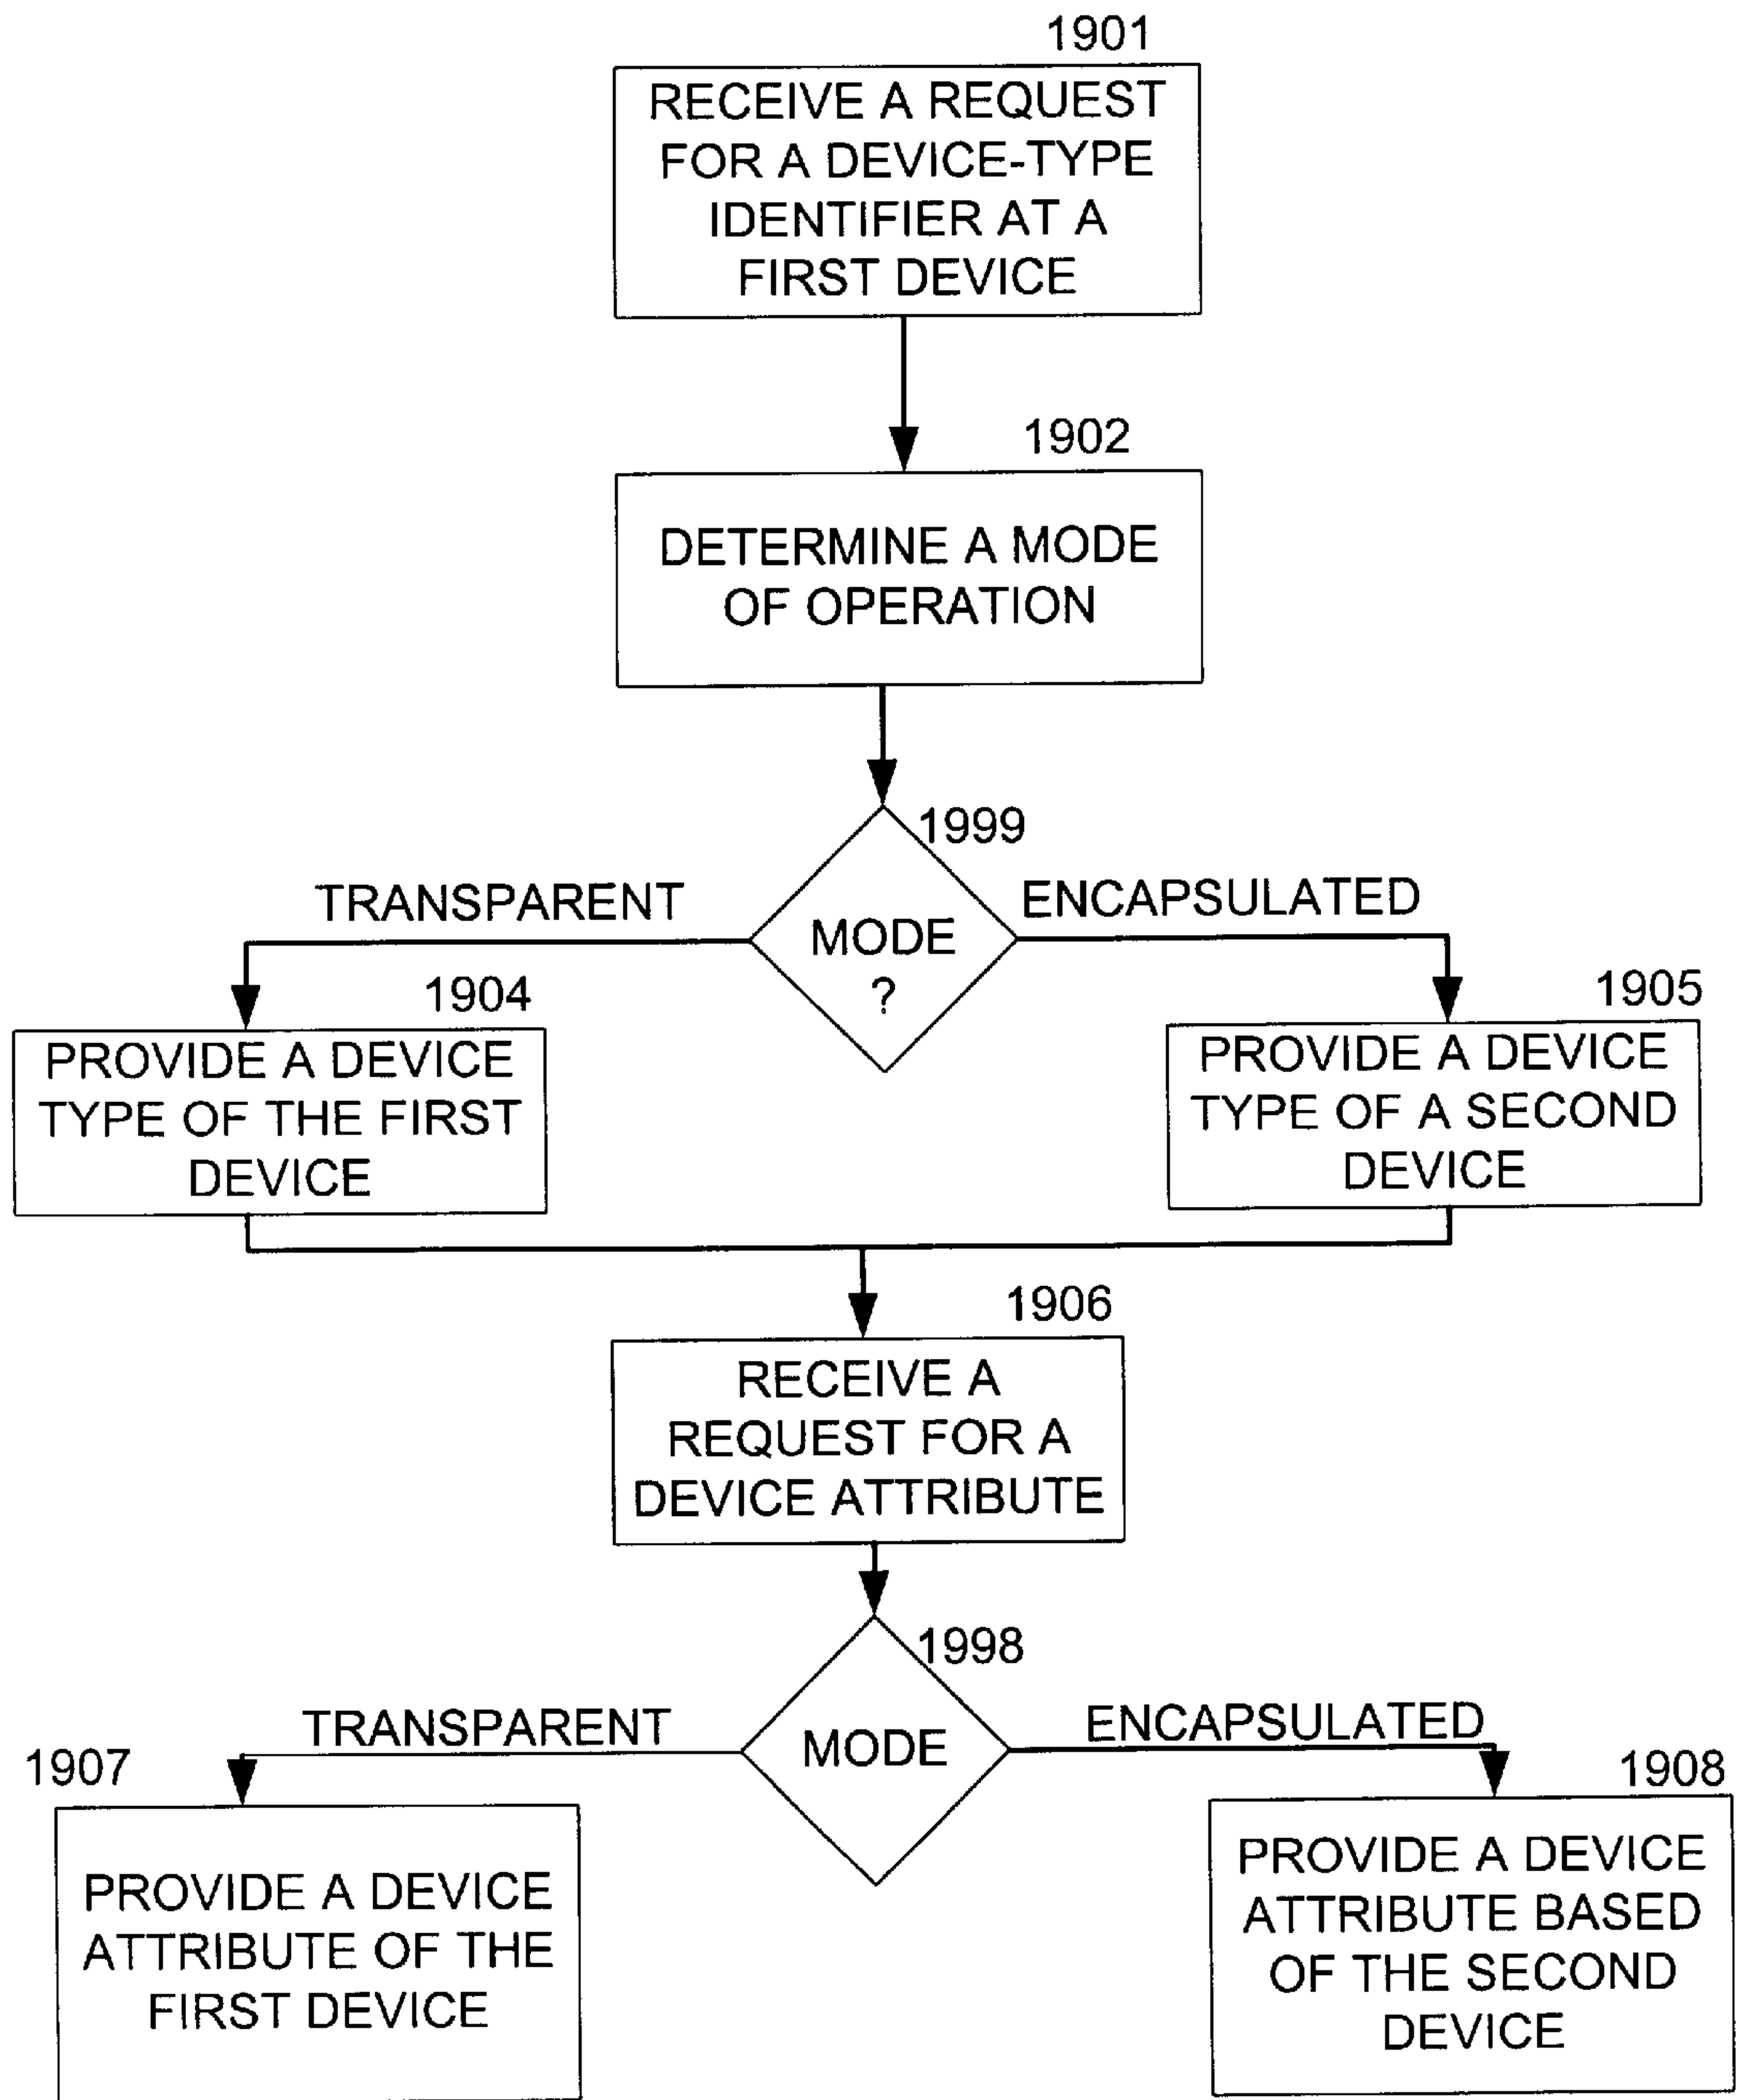 1901
RECEIVE A REQUEST
FOR A DEVICE-TYPE
IDENTIFIER AT A
FIRST DEVICE
1902
DETERMINE A MODE
OF OPERATION
1999
TRANSPARENT
MODE
?
ENCAPSULATED
1904
PROVIDE A DEVICE
TYPE OF THE FIRST
DEVICE
1905
PROVIDE A DEVICE
TYPE OF A SECOND
DEVICE
1906
RECEIVE A
REQUEST FOR A
DEVICE ATTRIBUTE
1998
TRANSPARENT
MODE
ENCAPSULATED
1907
PROVIDE A DEVICE
ATTRIBUTE OF THE
FIRST DEVICE
1908
PROVIDE A DEVICE
ATTRIBUTE BASED
OF THE SECOND
DEVICE